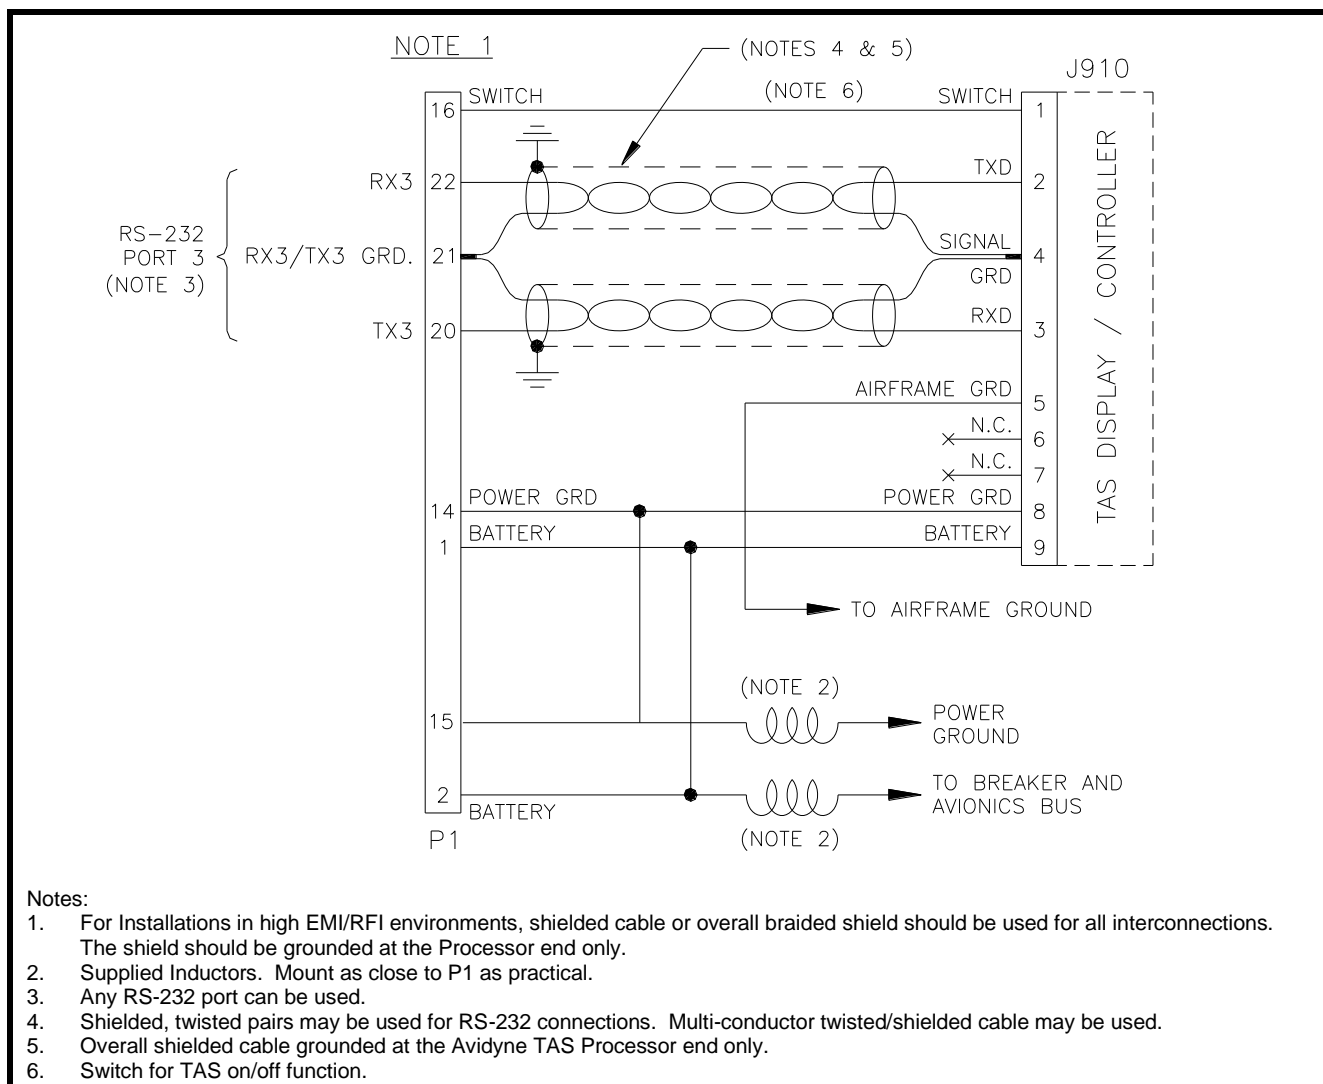 NOTE 1
(NOTES 4 & 5)
(NOTE 6)
J910
SWITCH
SWITCH
16
1
TXD
RX3
22
2
RS-232
PORT 3
(NOTE 3)
RX3/TX3 GRD.
21
SIGNAL
GRD
4
TX3
20
RXD
3
AIRFRAME GRD
5
N.C.
6
N.C.
7
TAS DISPLAY / CONTROLLER
14
POWER GRD
POWER GRD
8
1
BATTERY
BATTERY
9
TO AIRFRAME GROUND
(NOTE 2)
15
POWER
GROUND
2
BATTERY
TO BREAKER AND
AVIONICS BUS
(NOTE 2)
P1
Notes:
1. For Installations in high EMI/RFI environments, shielded cable or overall braided shield should be used for all interconnections.
The shield should be grounded at the Processor end only.
2. Supplied Inductors. Mount as close to P1 as practical.
3. Any RS-232 port can be used.
4. Shielded, twisted pairs may be used for RS-232 connections. Multi-conductor twisted/shielded cable may be used.
5. Overall shielded cable grounded at the Avidyne TAS Processor end only.
6. Switch for TAS on/off function.